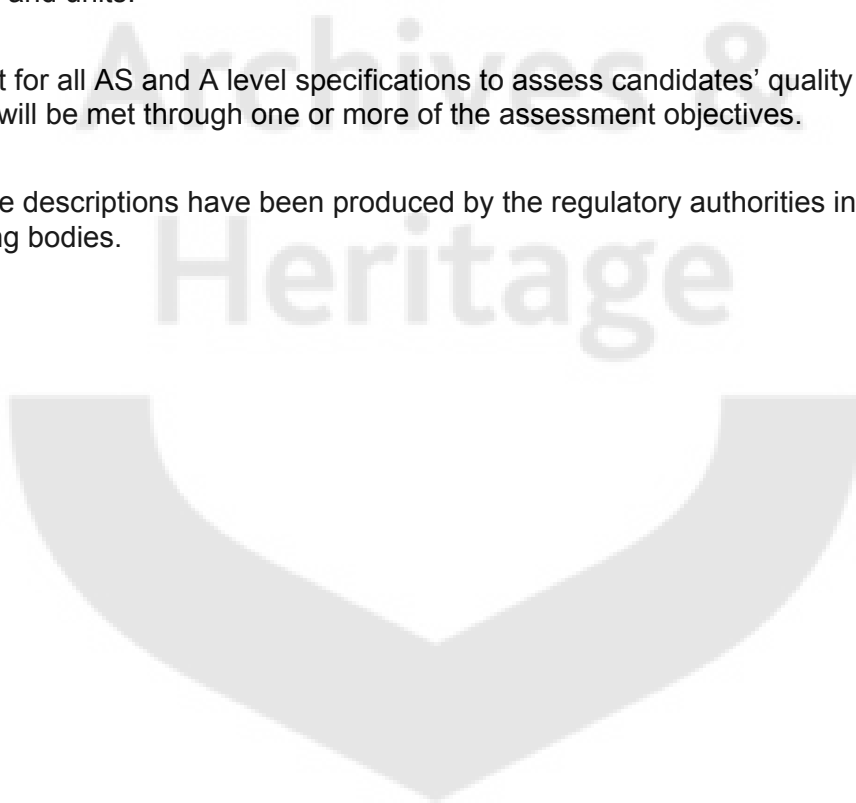 and units.
Archives &
t for all AS and A level specifications to assess candidates’ quality
will be met through one or more of the assessment objectives.
e descriptions have been produced by the regulatory authorities in
ng bodies.
Heritage